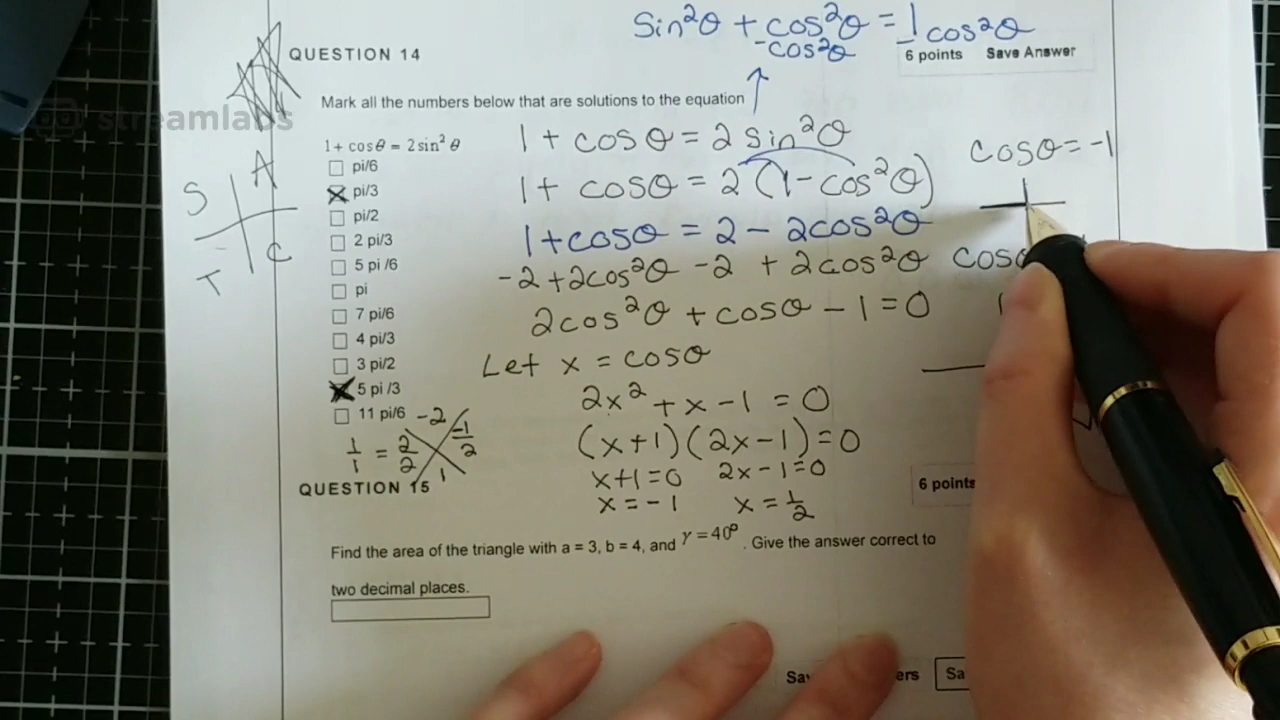 sin²θ + cos²θ = 1
-cos²θ - cos²θ
QUESTION 14
6 points Save Answer
streamlabs
Mark all the numbers below that are solutions to the equation
1 + cosθ = 2sin² θ
pi/6
pi/3
pi/2
2 pi/3
5 pi /6
pi
7 pi/6
4 pi/3
3 pi/2
5 pi /3
11 pi/6
S A
T C
1 + cosθ = 2 sin²θ
1 + cosθ = 2 (1 - cos²θ)
1 + cosθ = 2 - 2cos²θ
-2 + 2cos²θ -2 + 2cos²θ
2cos²θ + cosθ - 1 = 0
Let x = cosθ
2x² + x - 1 = 0
(x+1)(2x-1) = 0
x+1=0 2x-1=0
x = -1 x = 1/2
cosθ = -1
-2
1/1 = 2/2 -1/2
1
QUESTION 15
6 points
Find the area of the triangle with a = 3, b = 4, and γ = 40° . Give the answer correct to
two decimal places.